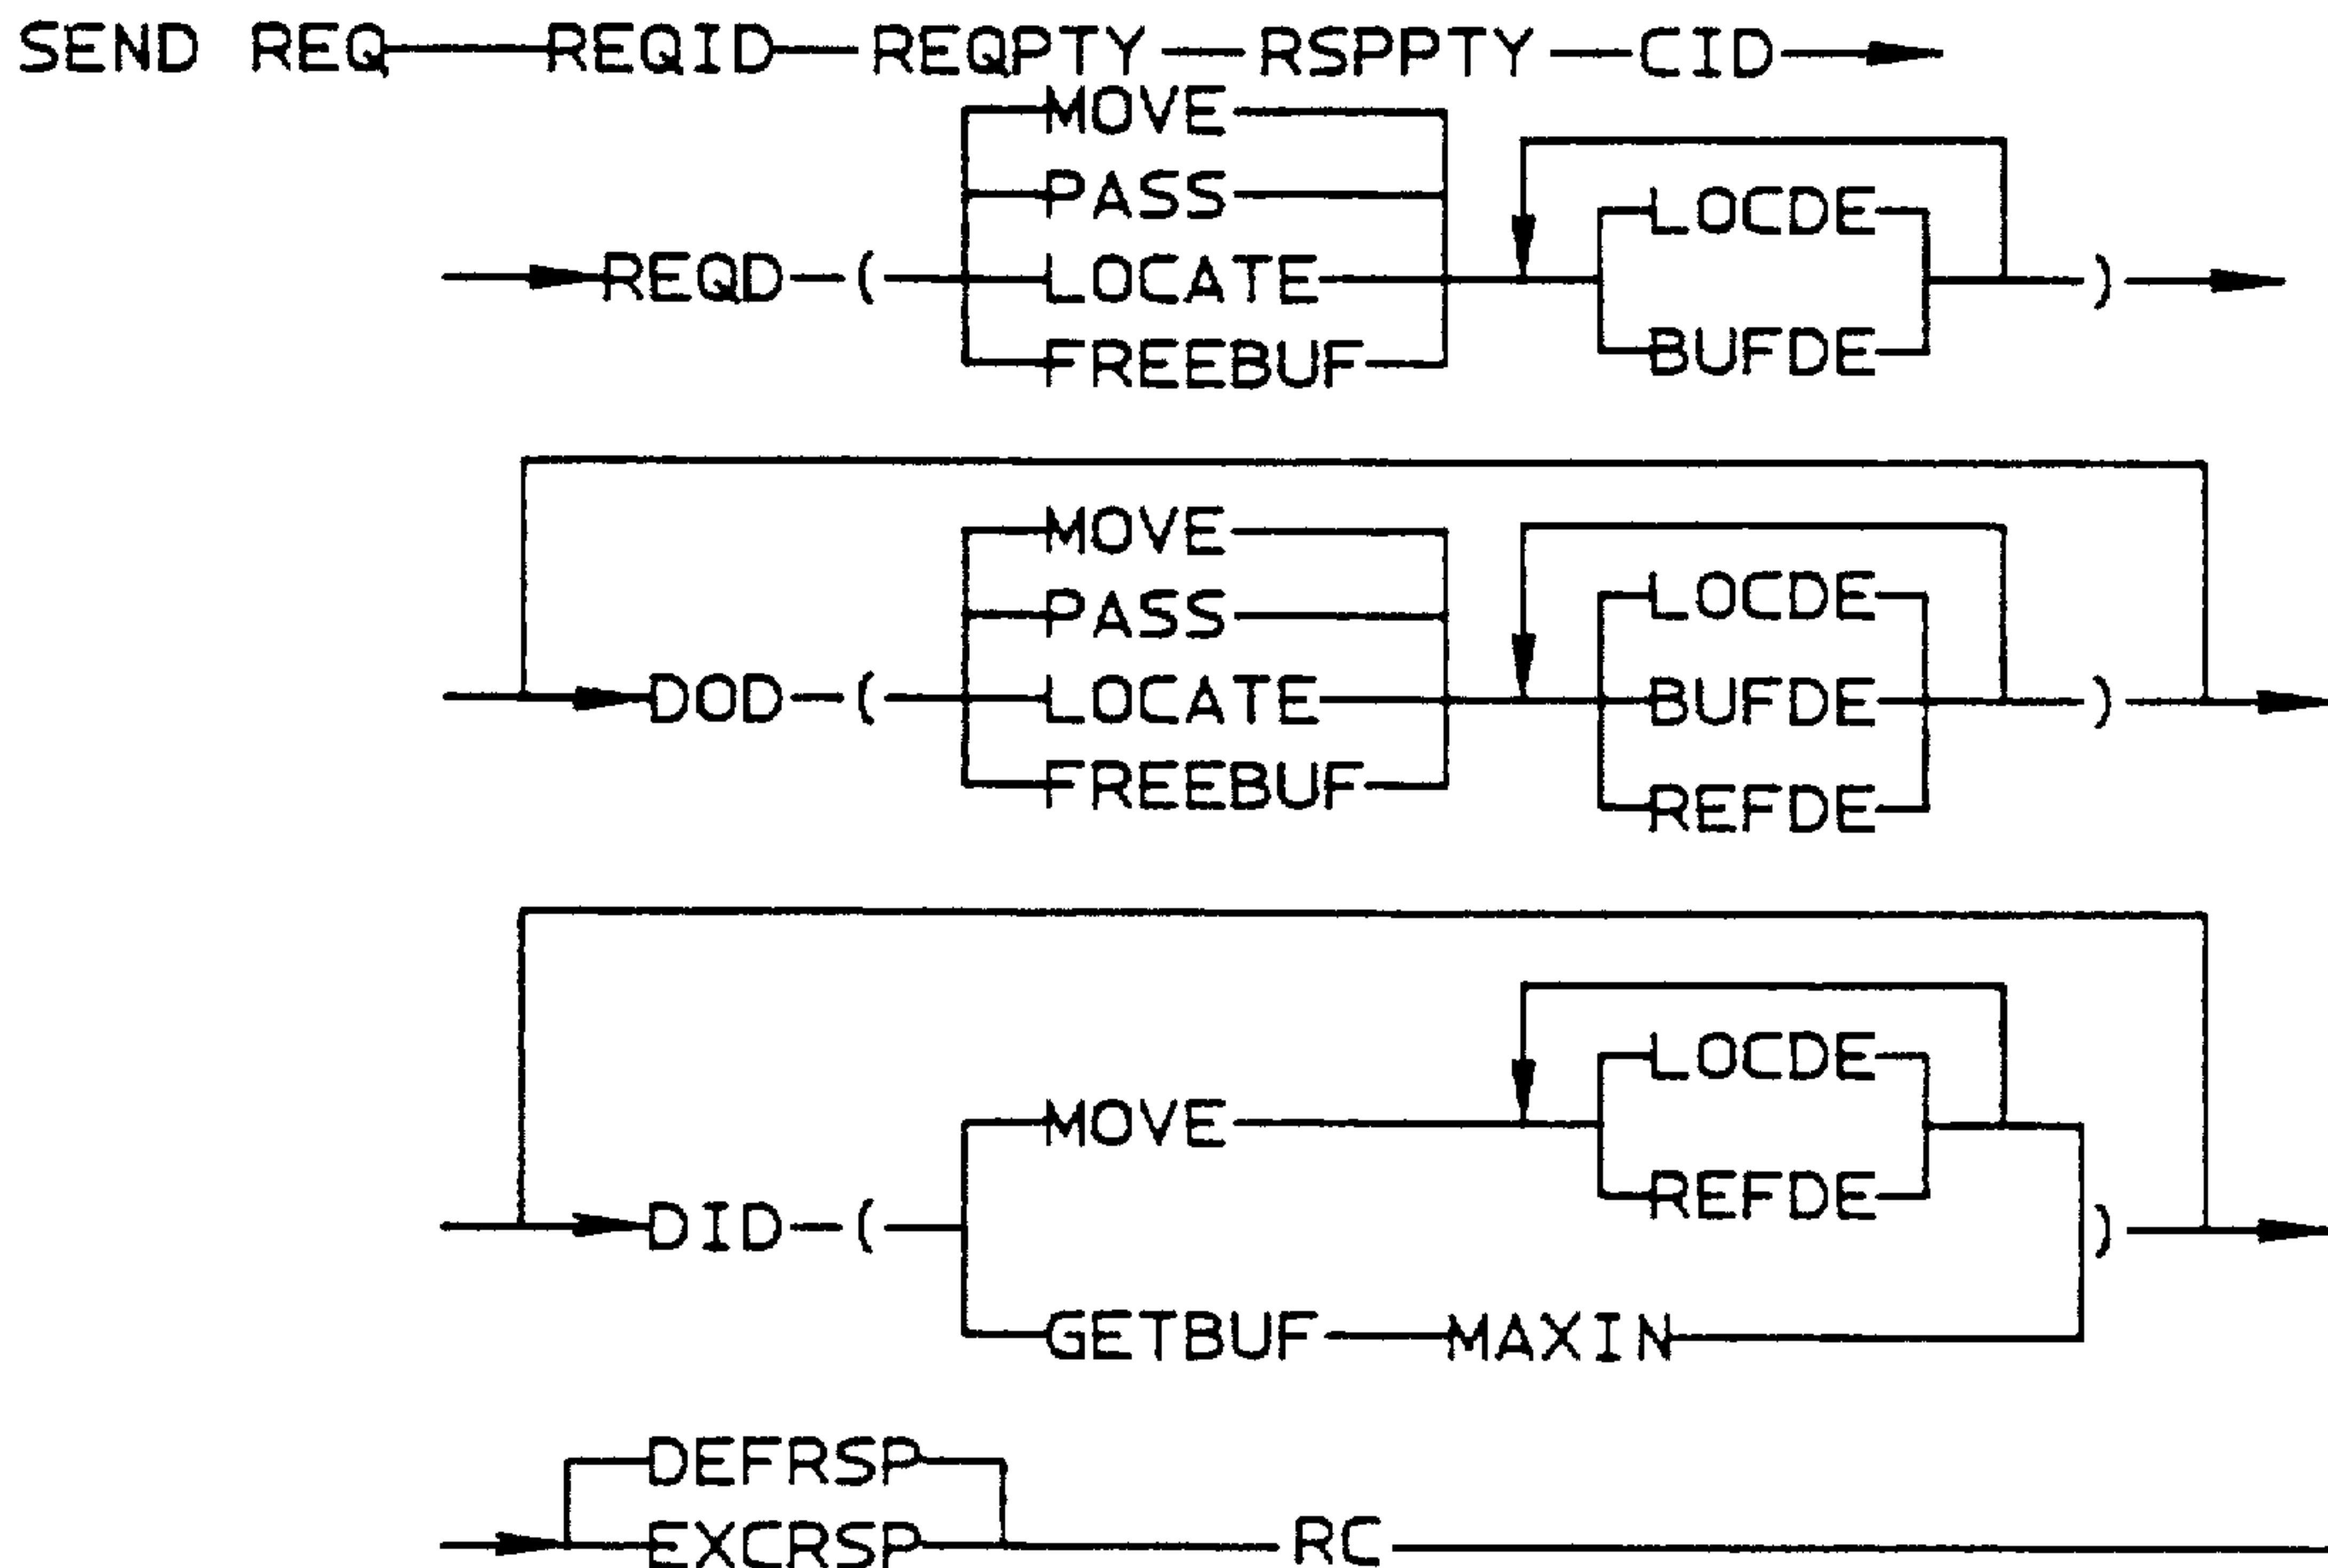 SEND REQ REQID REQPTY RSPPTY CID
MOVE
PASS
LOCDE
REQD ( LOCATE )
BUFDE
FREEBUF
MOVE
LOCDE
PASS
DOD ( LOCATE BUFDE )
FREEBUF
REFDE
LOCDE
MOVE
REFDE
DID ( )
GETBUF MAXIN
DEFRSP
EXCRSP RC